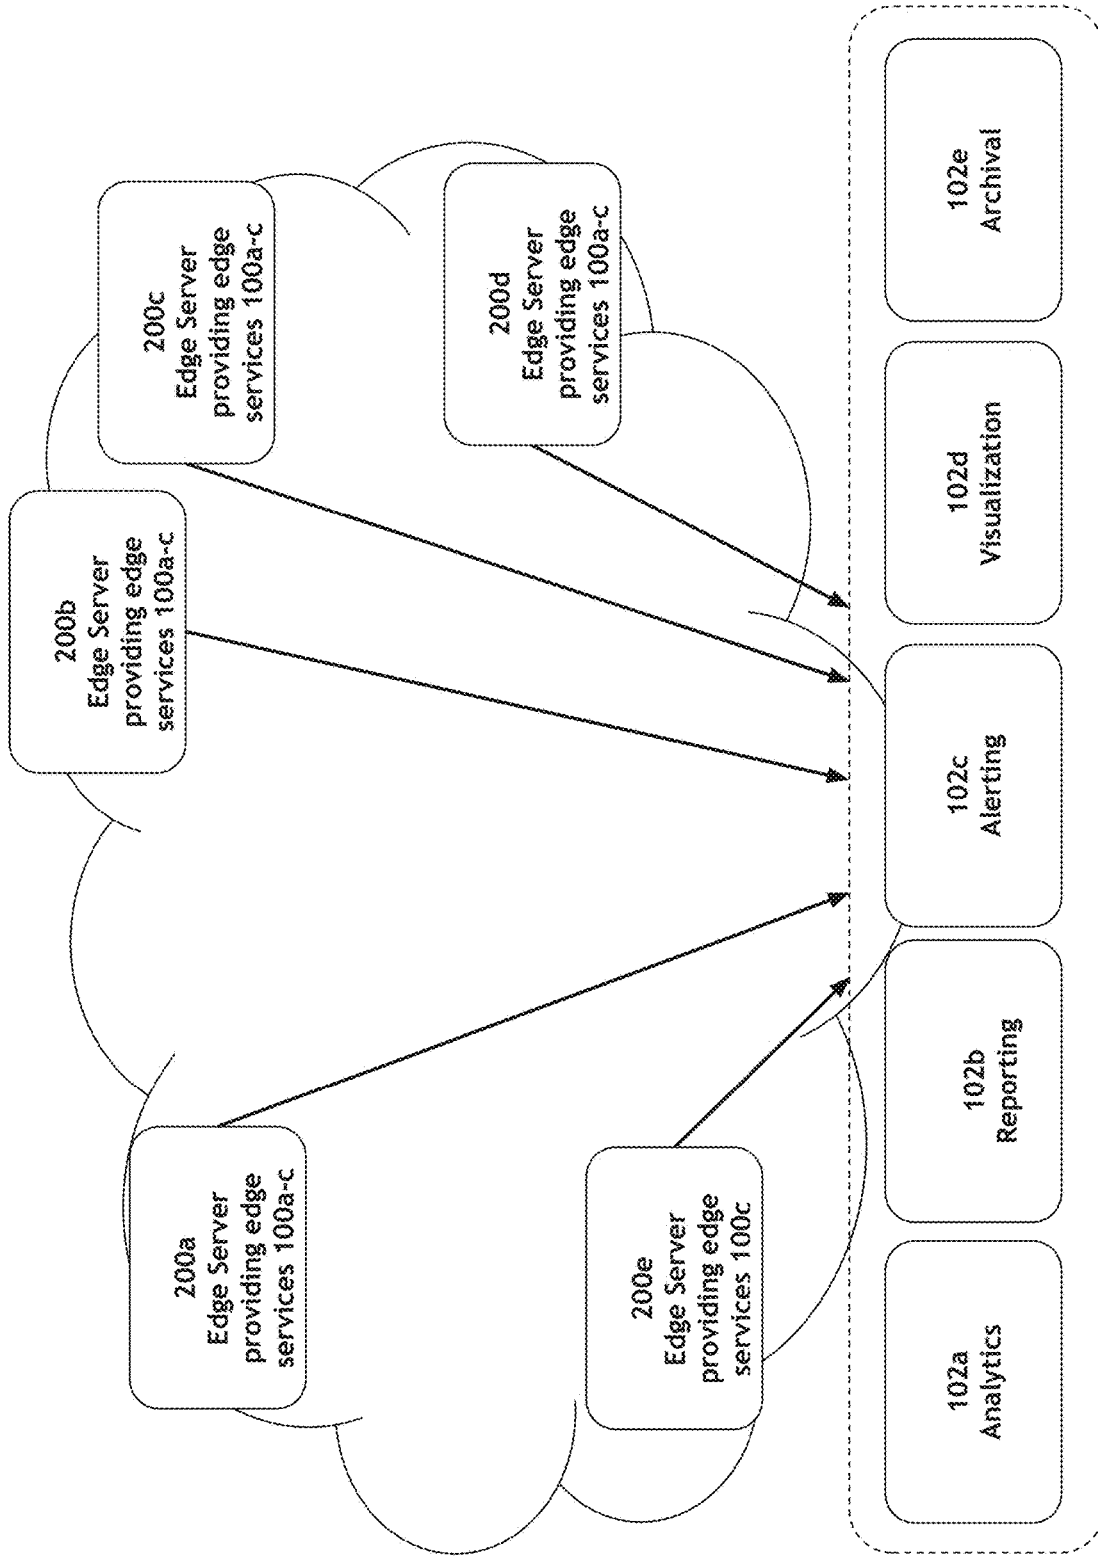 200a
Edge Server
providing edge
services 100a-c
200b
Edge Server
providing edge
services 100a-c
200c
Edge Server
providing edge
services 100a-c
200d
Edge Server
providing edge
services 100a-c
200e
Edge Server
providing edge
services 100c
102a
Analytics
102b
Reporting
102c
Alerting
102d
Visualization
102e
Archival